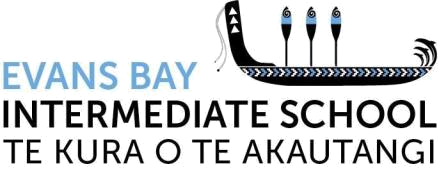 EVANS BAY
INTERMEDIATE SCHOOL
TE KURA O TE AKAUTANGI